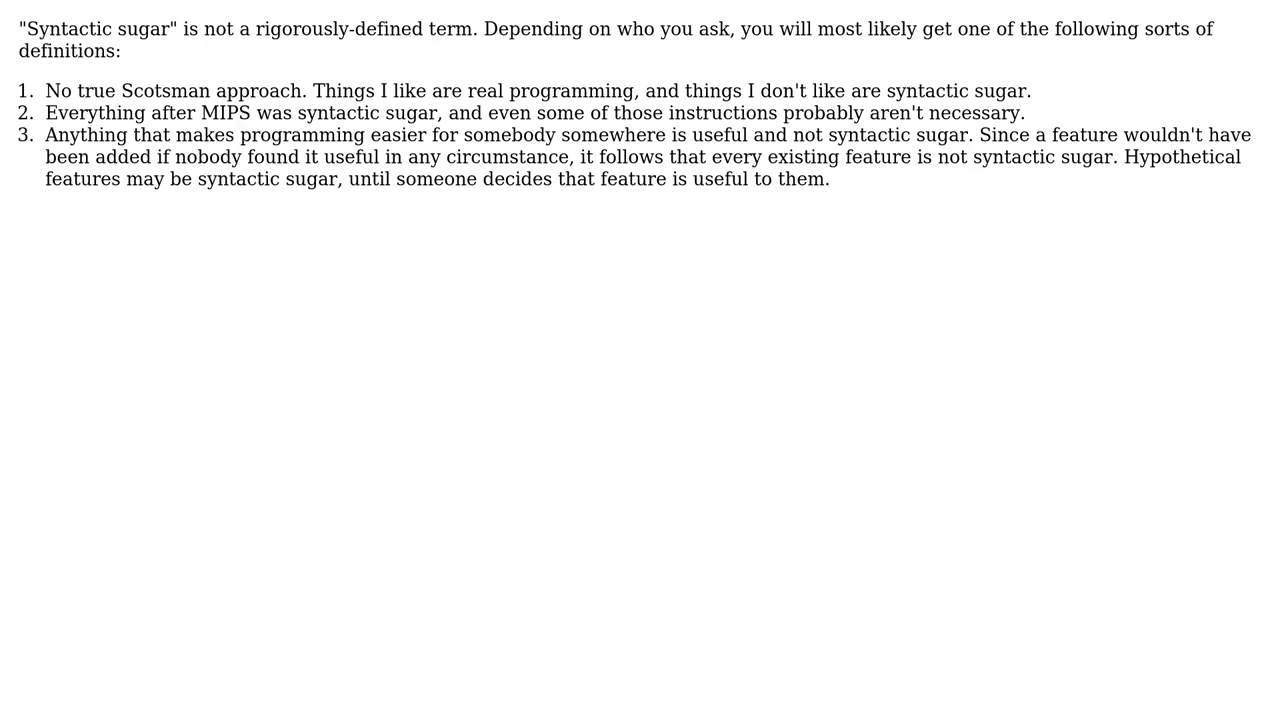 "Syntactic sugar" is not a rigorously-defined term. Depending on who you ask, you will most likely get one of the following sorts of
definitions:
1. No true Scotsman approach. Things I like are real programming, and things I don't like are syntactic sugar.
2. Everything after MIPS was syntactic sugar, and even some of those instructions probably aren't necessary.
3. Anything that makes programming easier for somebody somewhere is useful and not syntactic sugar. Since a feature wouldn't have
been added if nobody found it useful in any circumstance, it follows that every existing feature is not syntactic sugar. Hypothetical
features may be syntactic sugar, until someone decides that feature is useful to them.